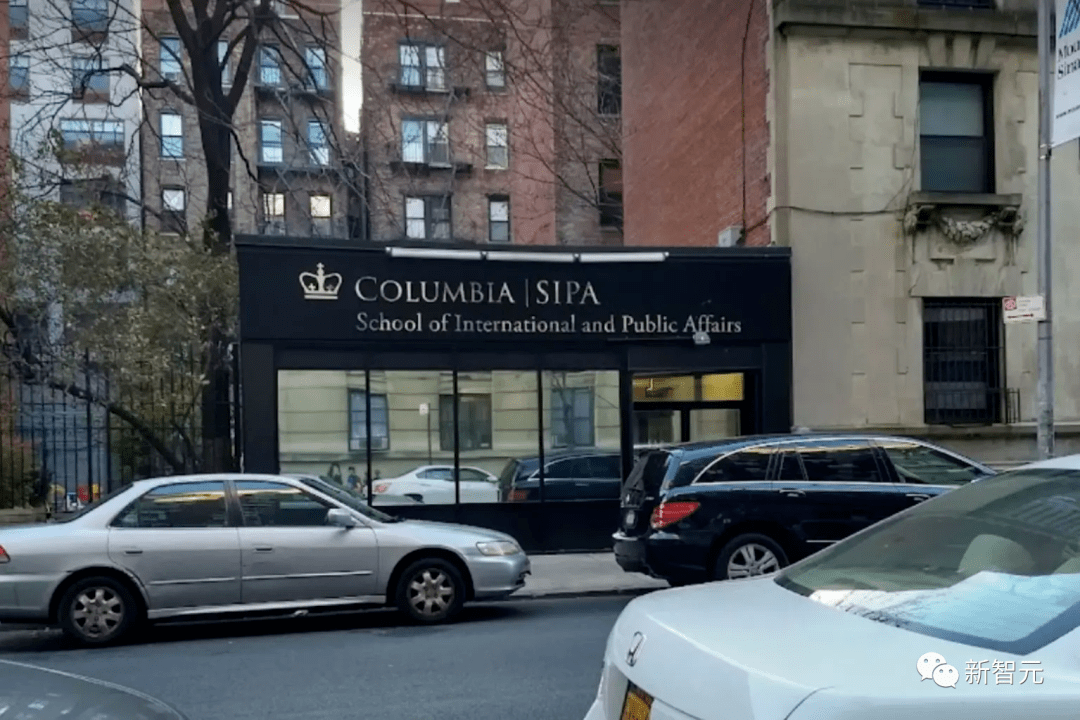 COLUMBIA | SIPA
School of International and Public Affairs
新智元